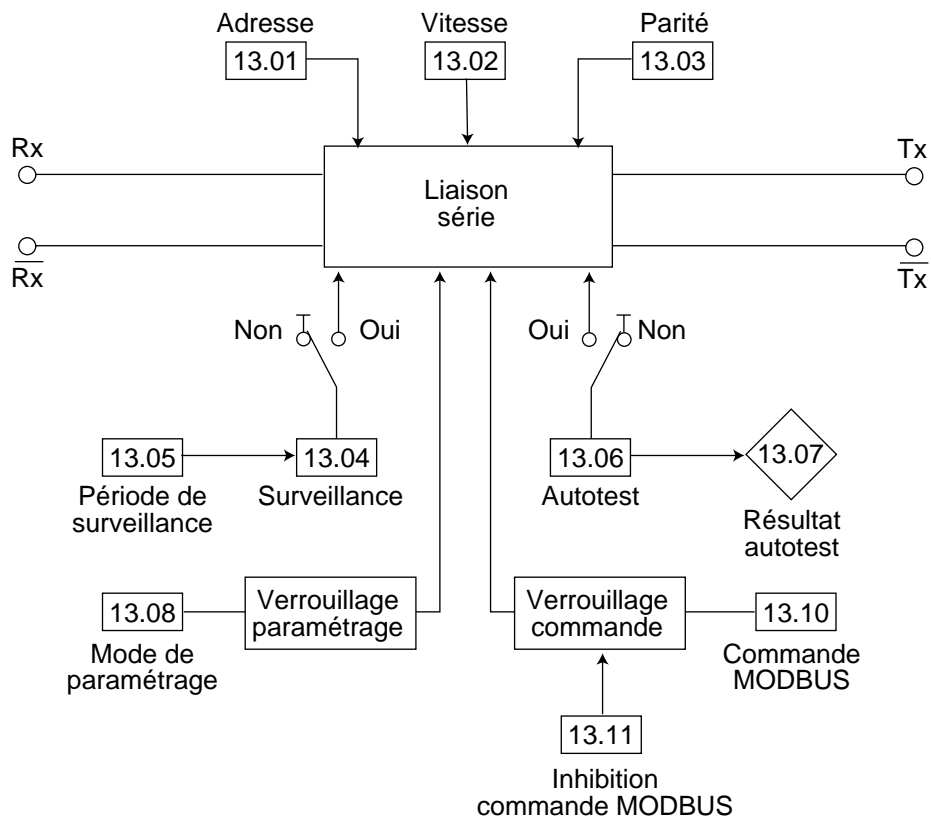 Adresse
Vitesse
Parité
13.01
13.02
13.03
Rx
Tx
Liaison
série
Rx
Tx
Non
Oui
Oui
Non
13.05
13.04
13.06
13.07
Période de
surveillance
Surveillance
Autotest
Résultat
autotest
13.08
Verrouillage
paramétrage
Verrouillage
commande
13.10
Mode de
paramétrage
Commande
MODBUS
13.11
Inhibition
commande MODBUS